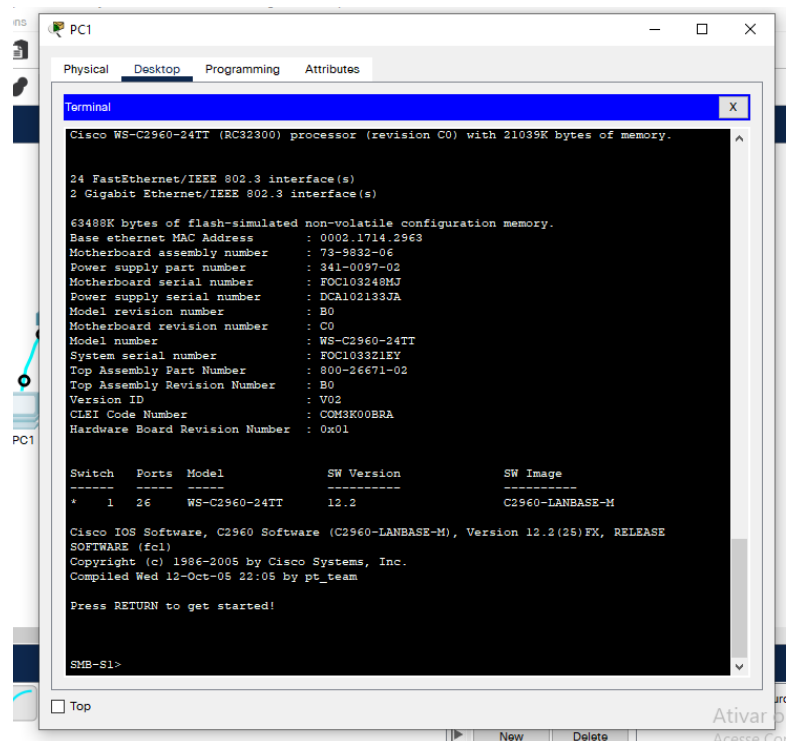 ns
PC1
Physical Desktop Programming Attributes
Terminal
X
Cisco WS-C2960-24TT (RC32300) processor (revision C0) with 21039K bytes of memory.
24 FastEthernet/IEEE 802.3 interface(s)
2 Gigabit Ethernet/IEEE 802.3 interface(s)
63488K bytes of flash-simulated non-volatile configuration memory.
Base ethernet MAC Address : 0002.1714.2963
Motherboard assembly number : 73-9832-06
Power supply part number : 341-0097-02
Motherboard serial number : FOC103248MJ
Power supply serial number : DCA102133JA
Model revision number : B0
Motherboard revision number : C0
Model number : WS-C2960-24TT
System serial number : FOC1033Z1EY
Top Assembly Part Number : 800-26671-02
Top Assembly Revision Number : B0
Version ID : V02
CLEI Code Number : COM3K00BRA
Hardware Board Revision Number : 0x01
PC1
Switch Ports Model SW Version SW Image
------ ----- ----- ---------- ----------
* 1 26 WS-C2960-24TT 12.2 C2960-LANBASE-M
Cisco IOS Software, C2960 Software (C2960-LANBASE-M), Version 12.2(25)FX, RELEASE
SOFTWARE (fc1)
Copyright (c) 1986-2005 by Cisco Systems, Inc.
Compiled Wed 12-Oct-05 22:05 by pt_team
Press RETURN to get started!
SMB-S1>
Top
Ativar o
New Delete
Acesse Co